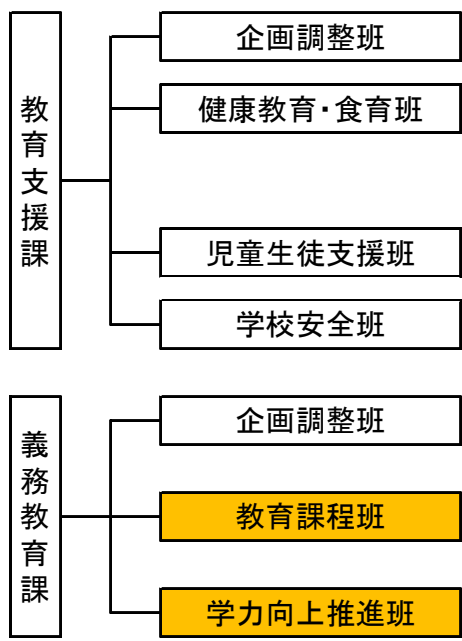 教育支援課
企画調整班
健康教育・食育班
児童生徒支援班
学校安全班
義務教育課
企画調整班
教育課程班
学力向上推進班